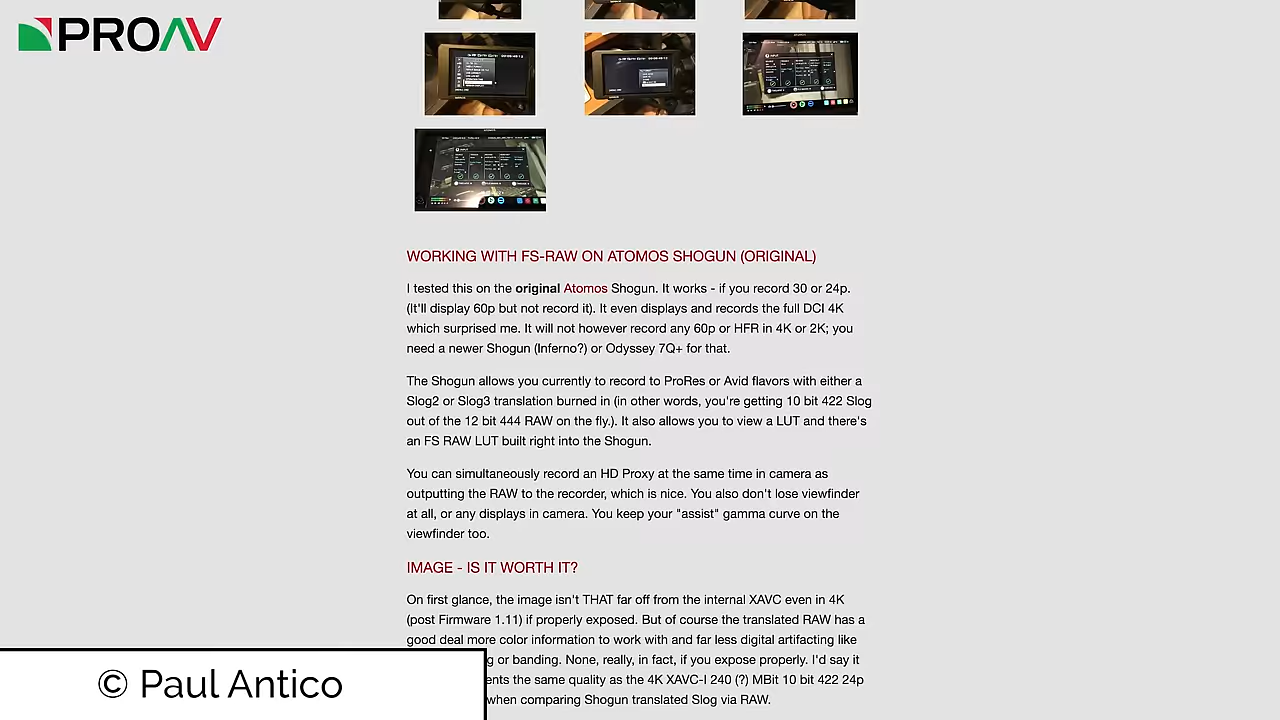 PROAV
WORKING WITH FS-RAW ON ATOMOS SHOGUN (ORIGINAL)
I tested this on the original Atomos Shogun. It works - if you record 30 or 24p.
(It'll display 60p but not record it). It even displays and records the full DCI 4K
which surprised me. It will not however record any 60p or HFR in 4K or 2K; you
need a newer Shogun (Inferno?) or Odyssey 7Q+ for that.
The Shogun allows you currently to record to ProRes or Avid flavors with either a
Slog2 or Slog3 translation burned in (in other words, you're getting 10 bit 422 Slog
out of the 12 bit 444 RAW on the fly.). It also allows you to view a LUT and there's
an FS RAW LUT built right into the Shogun.
You can simultaneously record an HD Proxy at the same time in camera as
outputting the RAW to the recorder, which is nice. You also don't lose viewfinder
at all, or any displays in camera. You keep your "assist" gamma curve on the
viewfinder too.
IMAGE - IS IT WORTH IT?
On first glance, the image isn't THAT far off from the internal XAVC even in 4K
(post Firmware 1.11) if properly exposed. But of course the translated RAW has a
good deal more color information to work with and far less digital artifacting like
g or banding. None, really, in fact, if you expose properly. I'd say it
ents the same quality as the 4K XAVC-I 240 (?) MBit 10 bit 422 24p
when comparing Shogun translated Slog via RAW.
© Paul Antico